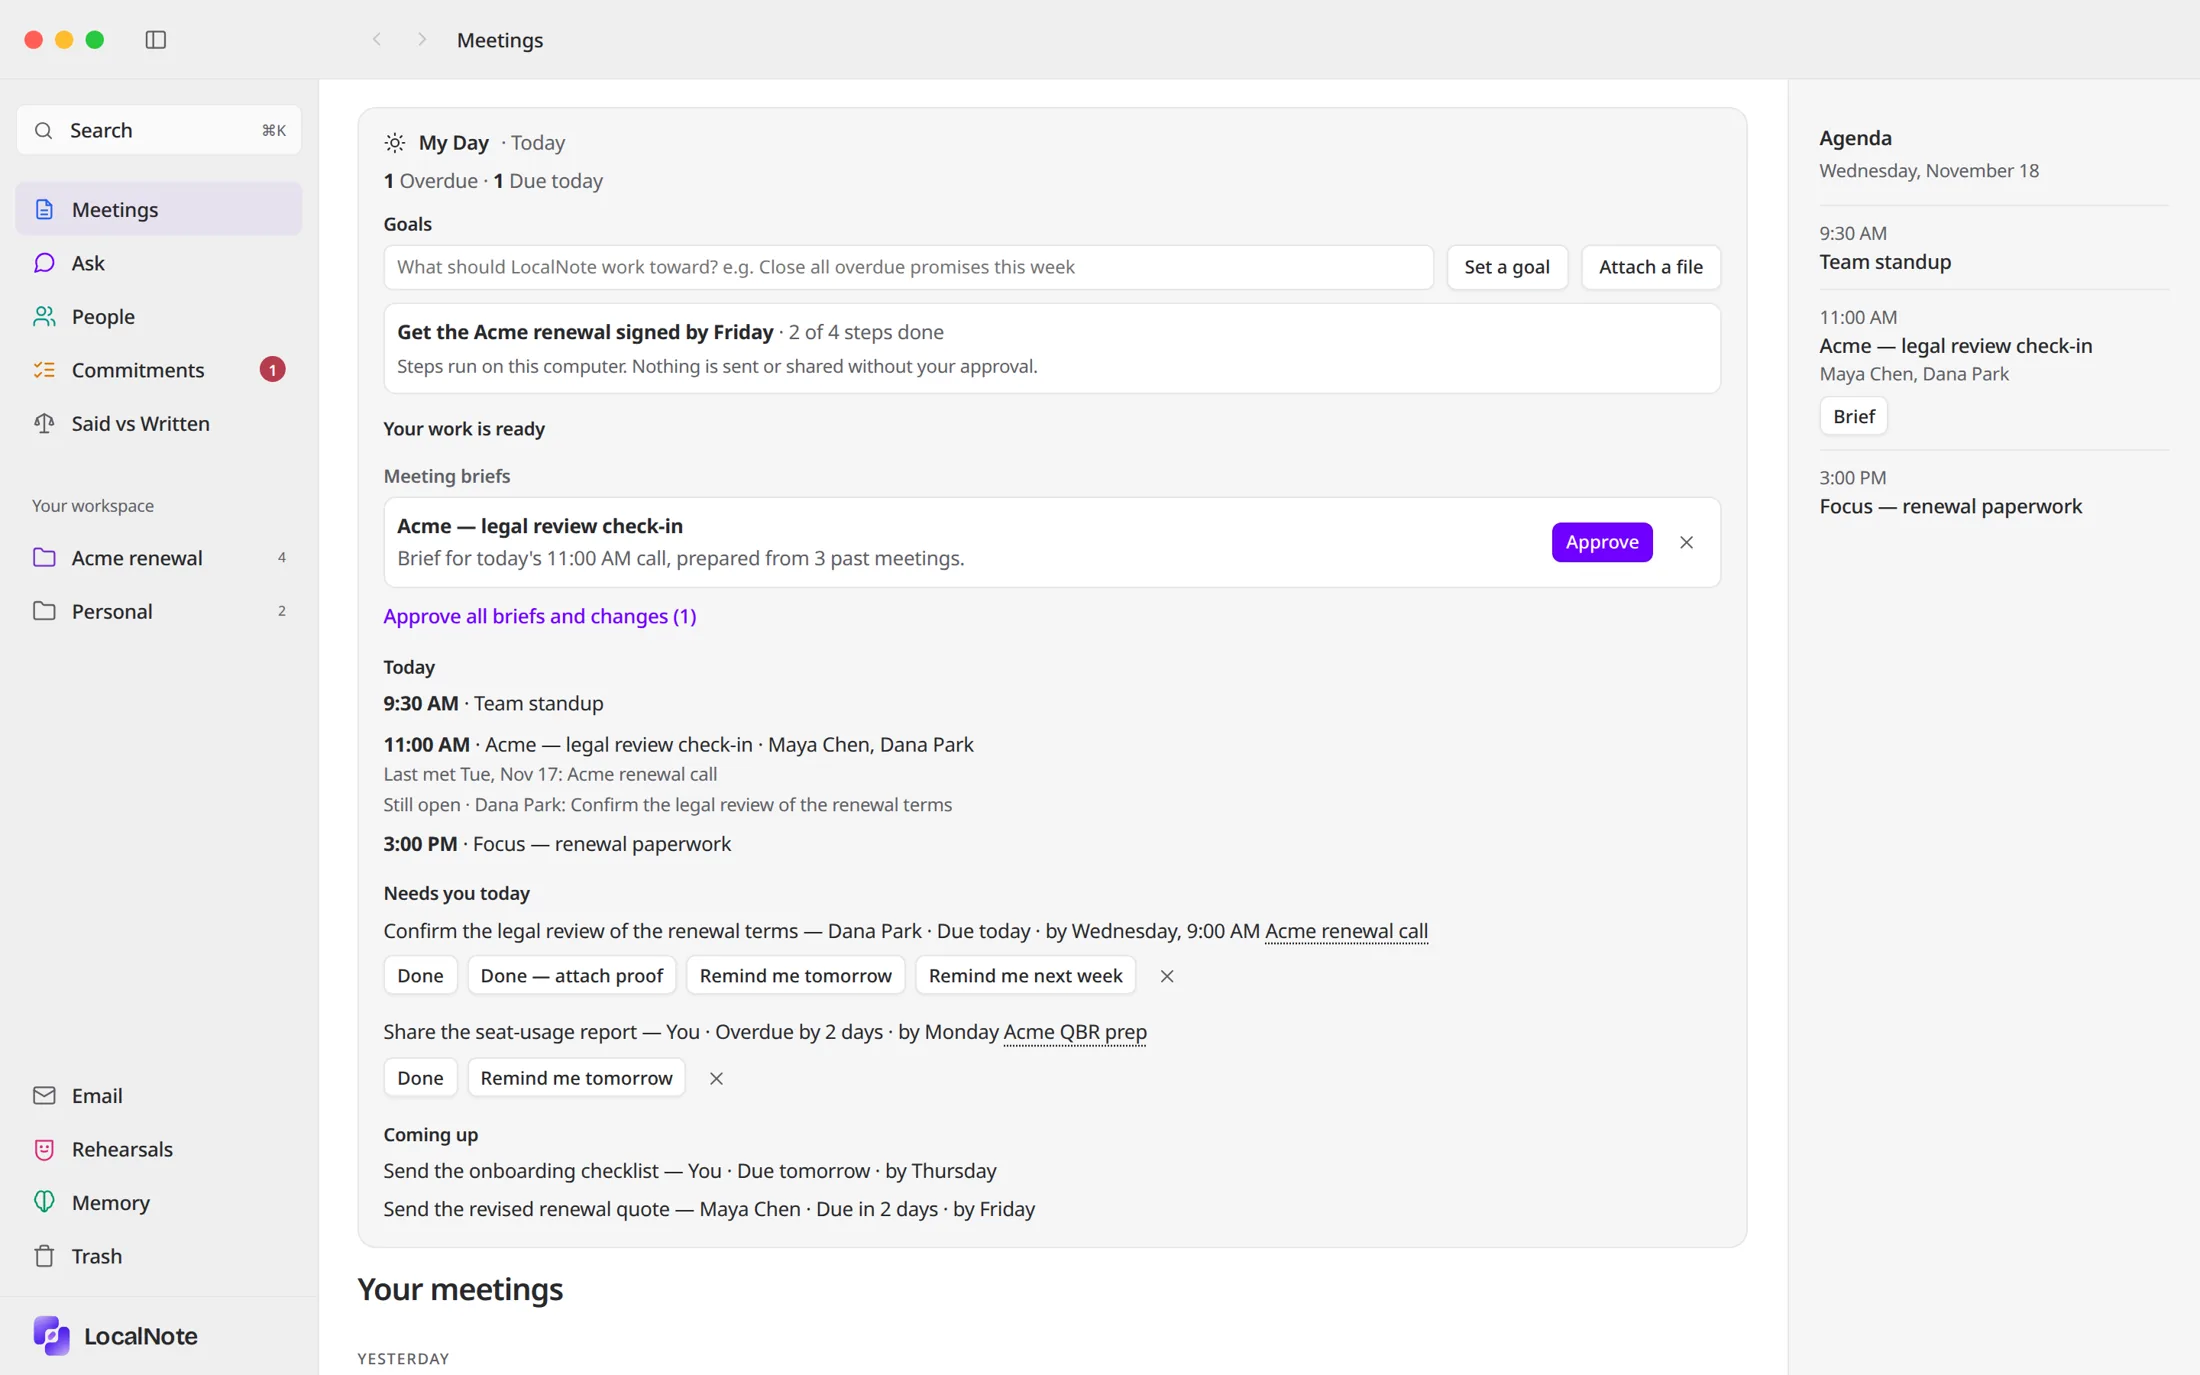 Meetings
Search ⌘K
Meetings
Ask
People
Commitments 1
Said vs Written
Your workspace
Acme renewal 4
Personal 2
Email
Rehearsals
Memory
Trash
LocalNote
My Day · Today
1 Overdue · 1 Due today
Goals
What should LocalNote work toward? e.g. Close all overdue promises this week
Set a goal
Attach a file
Get the Acme renewal signed by Friday · 2 of 4 steps done
Steps run on this computer. Nothing is sent or shared without your approval.
Your work is ready
Meeting briefs
Acme — legal review check-in
Brief for today's 11:00 AM call, prepared from 3 past meetings.
Approve
Approve all briefs and changes (1)
Today
9:30 AM · Team standup
11:00 AM · Acme — legal review check-in · Maya Chen, Dana Park
Last met Tue, Nov 17: Acme renewal call
Still open · Dana Park: Confirm the legal review of the renewal terms
3:00 PM · Focus — renewal paperwork
Needs you today
Confirm the legal review of the renewal terms — Dana Park · Due today · by Wednesday, 9:00 AM Acme renewal call
Done
Done — attach proof
Remind me tomorrow
Remind me next week
Share the seat-usage report — You · Overdue by 2 days · by Monday Acme QBR prep
Done
Remind me tomorrow
Coming up
Send the onboarding checklist — You · Due tomorrow · by Thursday
Send the revised renewal quote — Maya Chen · Due in 2 days · by Friday
Your meetings
YESTERDAY
Agenda
Wednesday, November 18
9:30 AM
Team standup
11:00 AM
Acme — legal review check-in
Maya Chen, Dana Park
Brief
3:00 PM
Focus — renewal paperwork